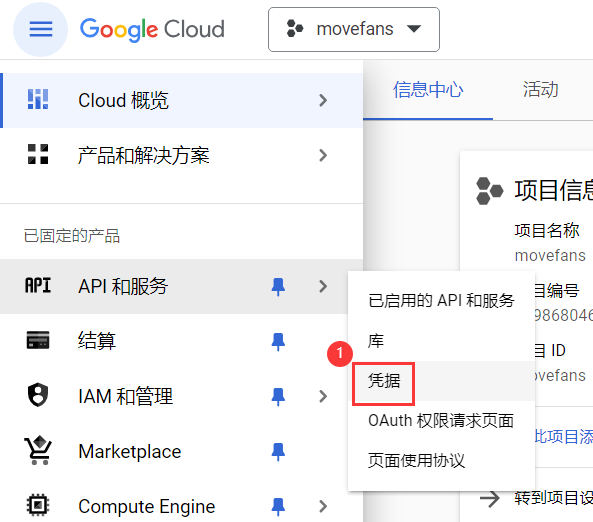 Google Cloud
movefans
Cloud 概览
产品和解决方案
已固定的产品
API API 和服务
结算
IAM 和管理
Marketplace
Compute Engine
信息中心
活动
项目信息
项目名称
movefans
目编号
9868046
目 ID
vefans
此项目添
转到项目设
已启用的 API 和服务
库
1
凭据
OAuth 权限请求页面
页面使用协议